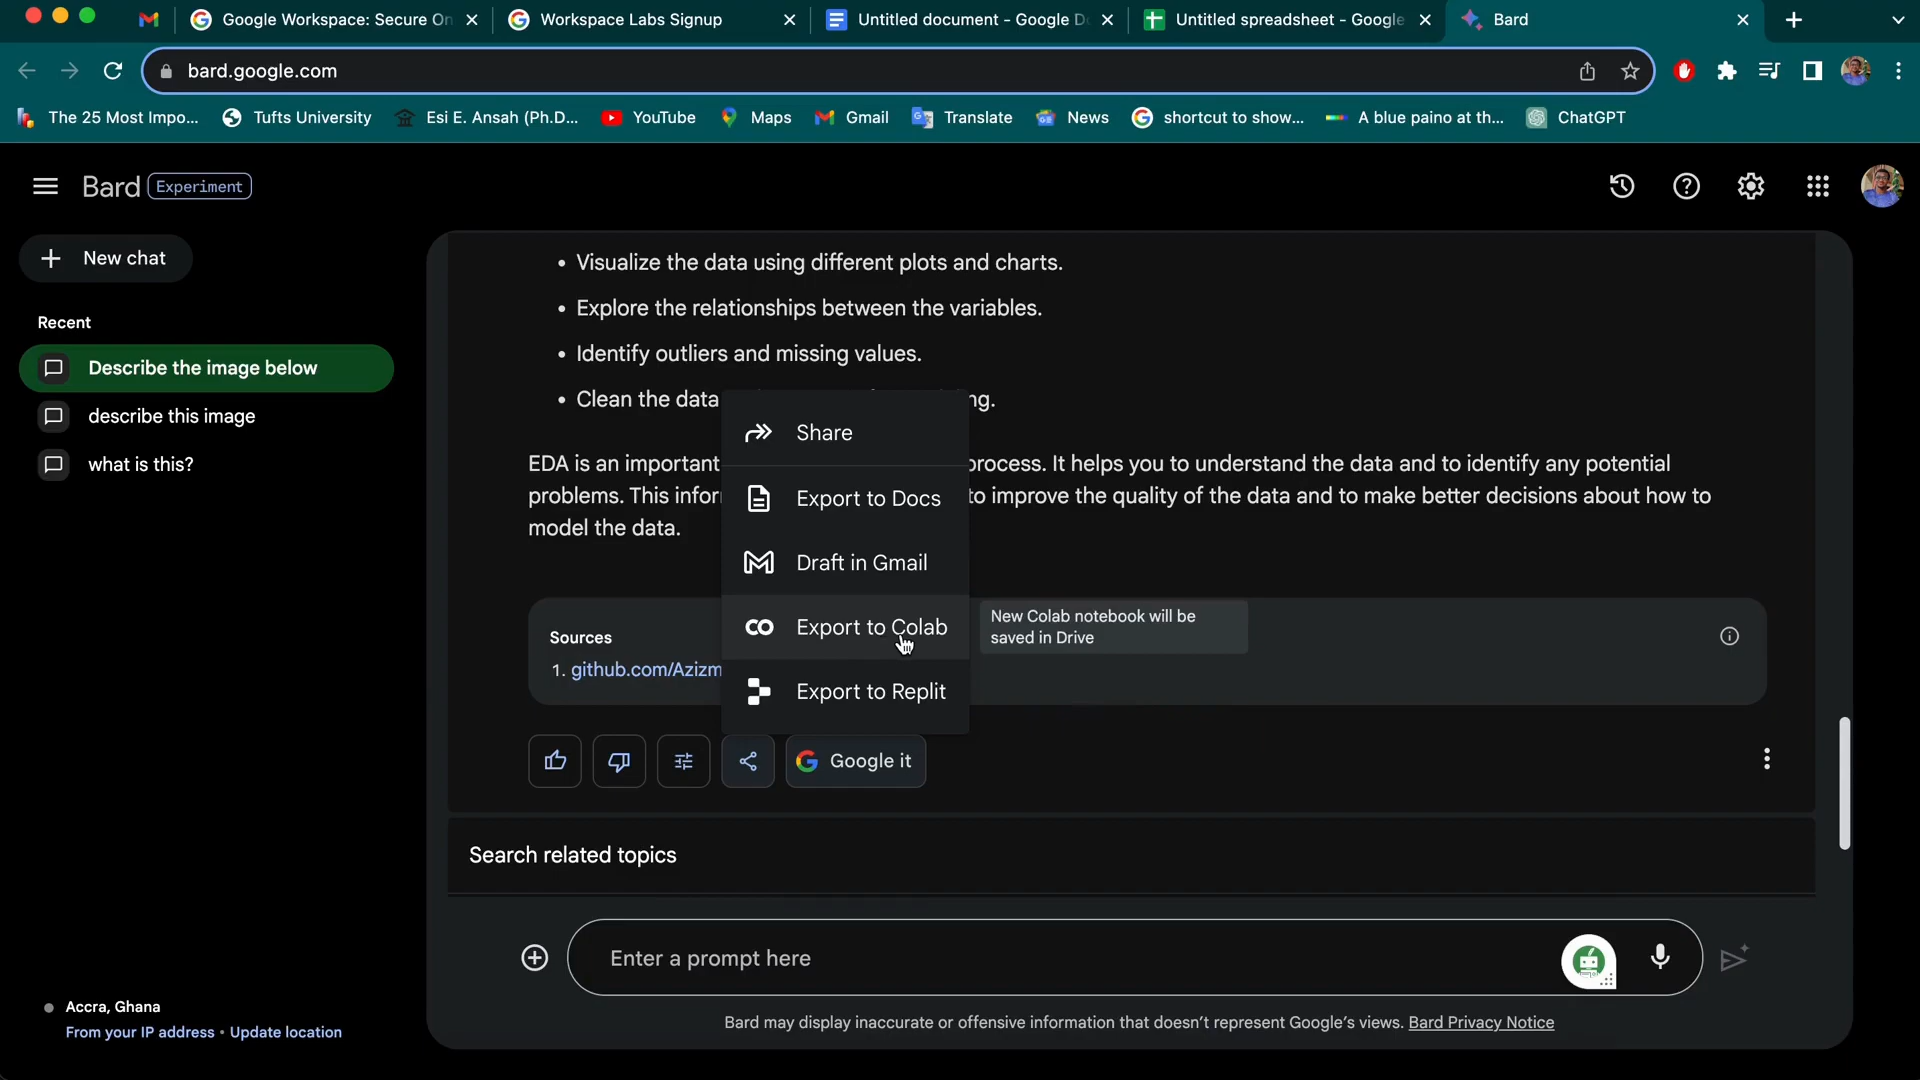 Google Workspace: Secure On
Workspace Labs Signup
Untitled document - Google D
Untitled spreadsheet - Google
Bard
bard.google.com
The 25 Most Impo...
Tufts University
Esi E. Ansah (Ph.D...
YouTube
Maps
Gmail
Translate
News
shortcut to show...
A blue paino at th...
ChatGPT
Bard
Experiment
New chat
Recent
Describe the image below
describe this image
what is this?
• Visualize the data using different plots and charts.
• Explore the relationships between the variables.
• Identify outliers and missing values.
• Clean the data
EDA is an important process. It helps you to understand the data and to identify any potential
problems. This to improve the quality of the data and to make better decisions about how to
model the data.
Share
Export to Docs
Draft in Gmail
Export to Colab
Export to Replit
New Colab notebook will be
saved in Drive
Sources
1. github.com/Azizm
Google it
Search related topics
Enter a prompt here
Bard may display inaccurate or offensive information that doesn't represent Google's views. Bard Privacy Notice
Accra, Ghana
From your IP address • Update location